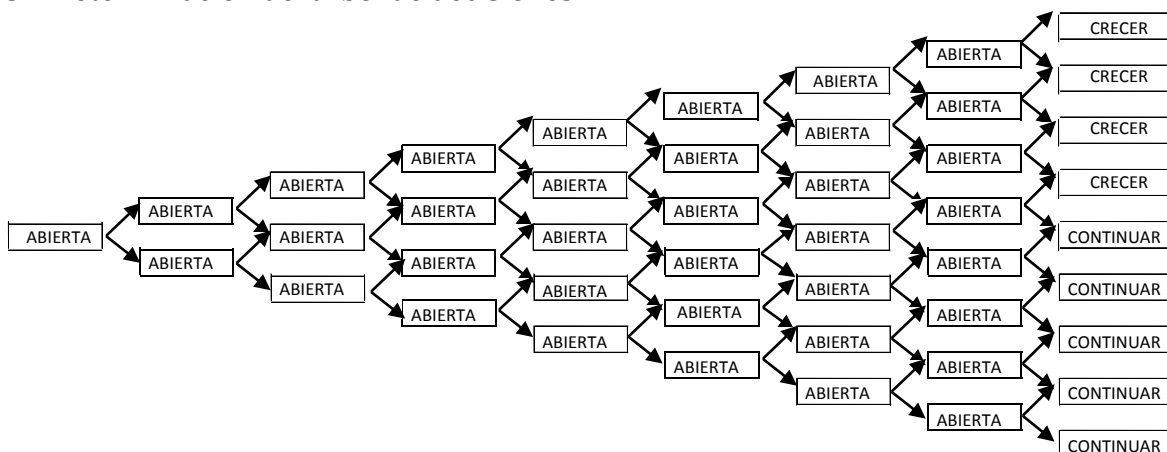 CRECER
ABIERTA
ABIERTA CRECER
ABIERTA ABIERTA
ABIERTA ABIERTA CRECER
ABIERTA ABIERTA ABIERTA
ABIERTA ABIERTA ABIERTA CRECER
ABIERTA ABIERTA ABIERTA ABIERTA
ABIERTA ABIERTA ABIERTA ABIERTA CONTINUAR
ABIERTA ABIERTA ABIERTA ABIERTA
ABIERTA ABIERTA ABIERTA CONTINUAR
ABIERTA ABIERTA ABIERTA
ABIERTA ABIERTA CONTINUAR
ABIERTA ABIERTA
ABIERTA CONTINUAR
ABIERTA
CONTINUAR